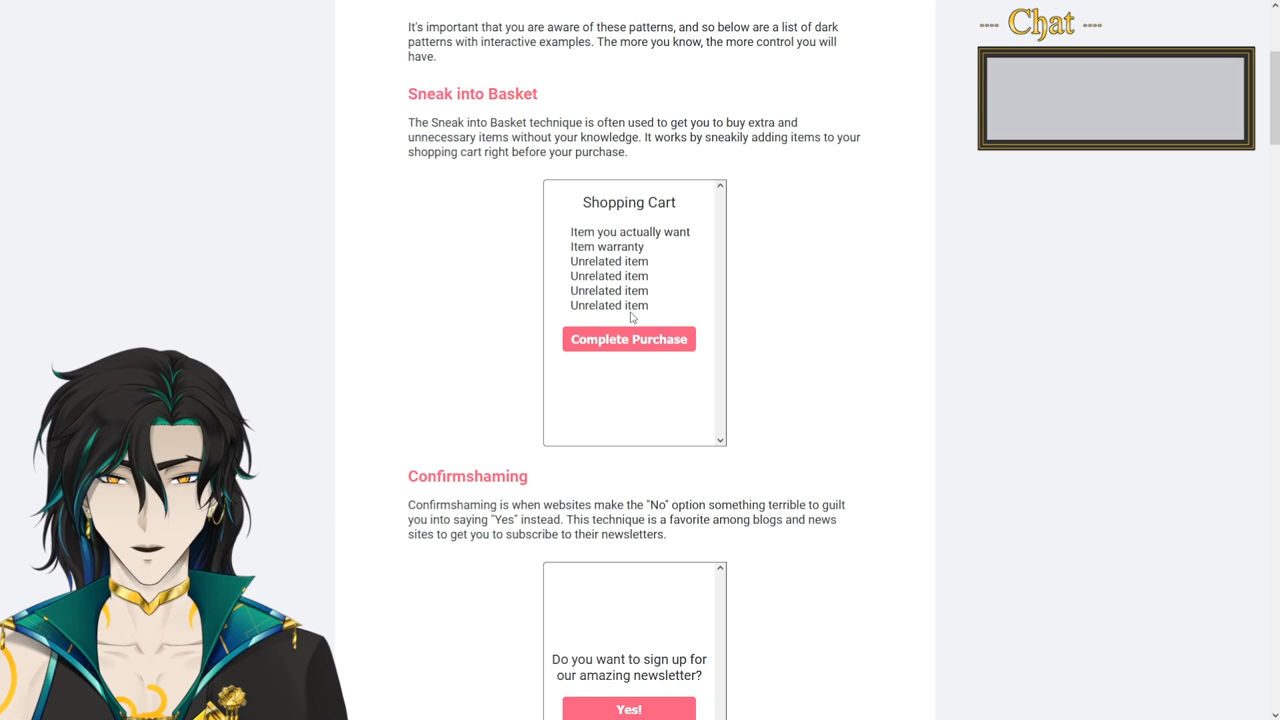 It's important that you are aware of these patterns, and so below are a list of dark
patterns with interactive examples. The more you know, the more control you will
have.
Sneak into Basket
The Sneak into Basket technique is often used to get you to buy extra and
unnecessary items without your knowledge. It works by sneakily adding items to your
shopping cart right before your purchase.
Shopping Cart
Item you actually want
Item warranty
Unrelated item
Unrelated item
Unrelated item
Unrelated item
Complete Purchase
Confirmshaming
Confirmshaming is when websites make the "No" option something terrible to guilt
you into saying "Yes" instead. This technique is a favorite among blogs and news
sites to get you to subscribe to their newsletters.
Do you want to sign up for
our amazing newsletter?
Yes!
---- Chat ----